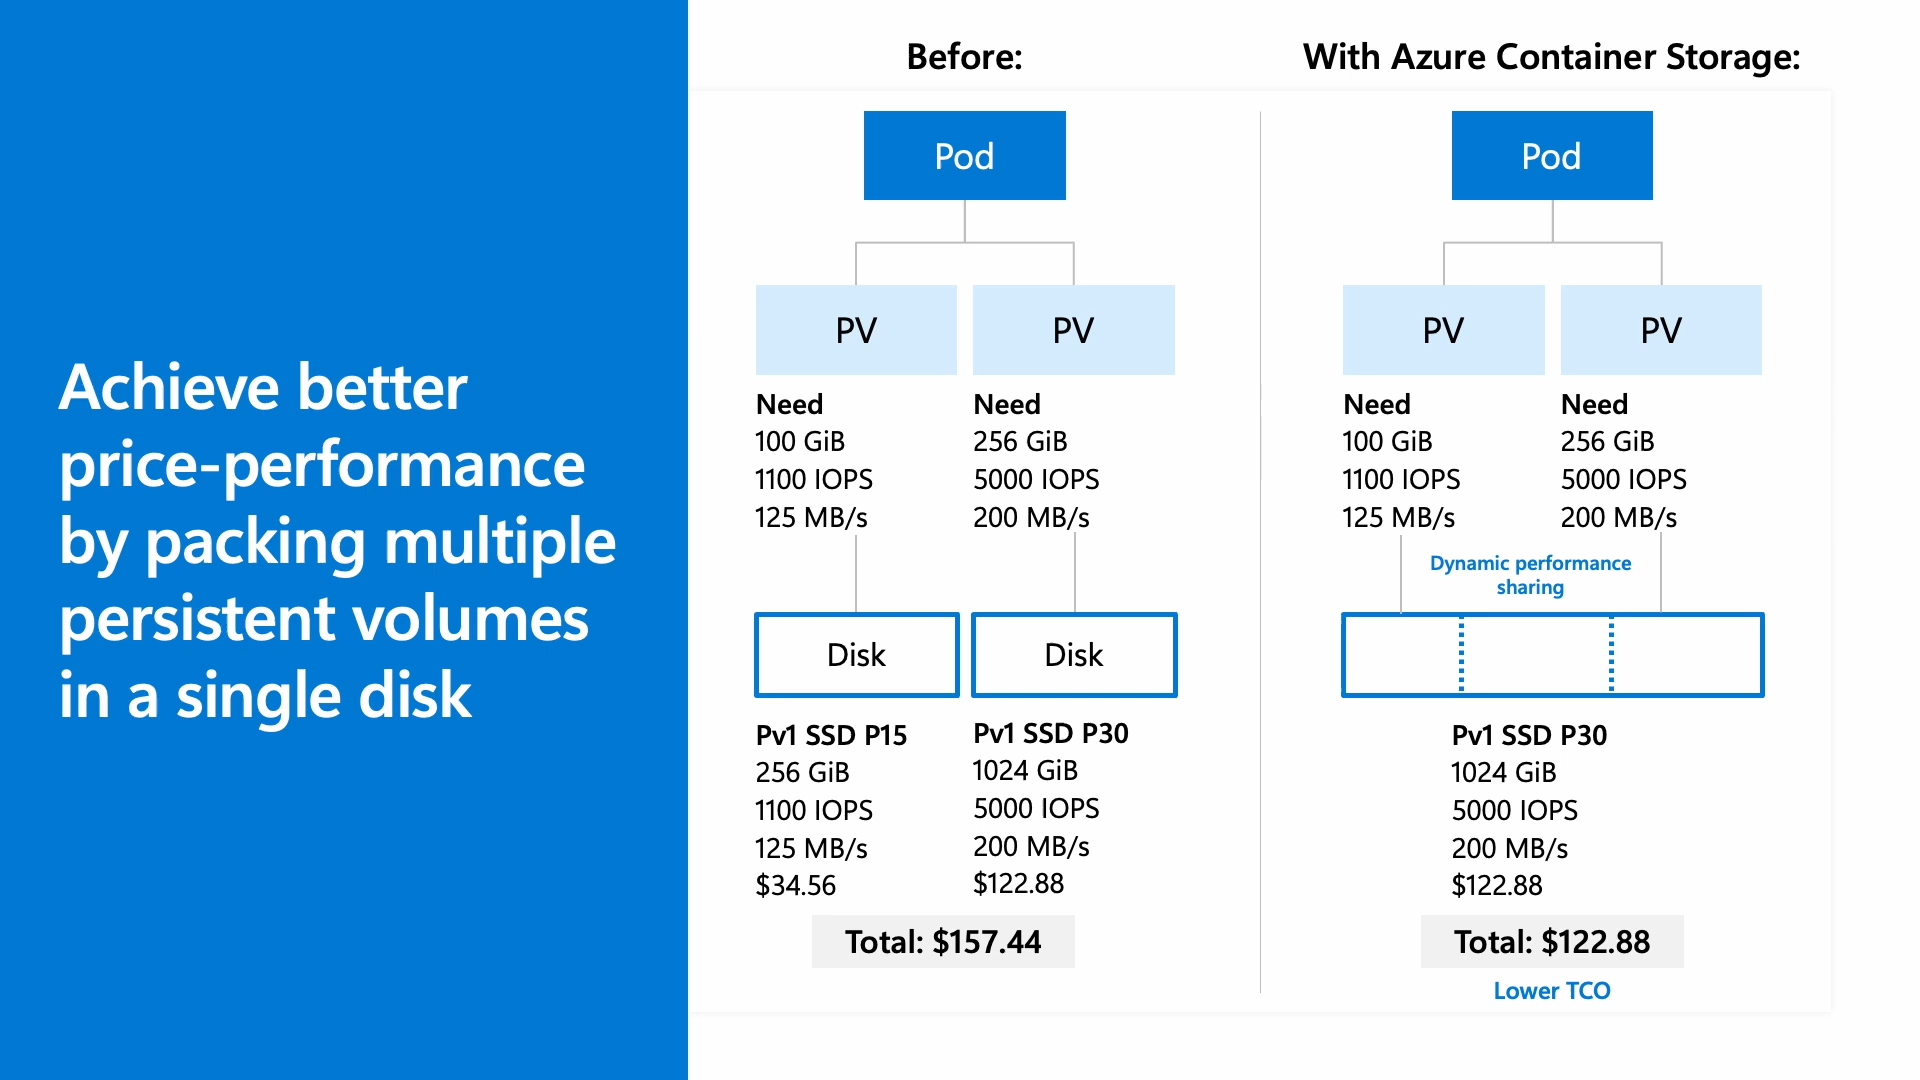 Achieve better
price-performance
by packing multiple
persistent volumes
in a single disk
Before:
Pod
PV
PV
Need
100 GiB
1100 IOPS
125 MB/s
Need
256 GiB
5000 IOPS
200 MB/s
Disk
Disk
Pv1 SSD P15
256 GiB
1100 IOPS
125 MB/s
$34.56
Pv1 SSD P30
1024 GiB
5000 IOPS
200 MB/s
$122.88
Total: $157.44
With Azure Container Storage:
Pod
PV
PV
Need
100 GiB
1100 IOPS
125 MB/s
Need
256 GiB
5000 IOPS
200 MB/s
Dynamic performance
sharing
Pv1 SSD P30
1024 GiB
5000 IOPS
200 MB/s
$122.88
Total: $122.88
Lower TCO